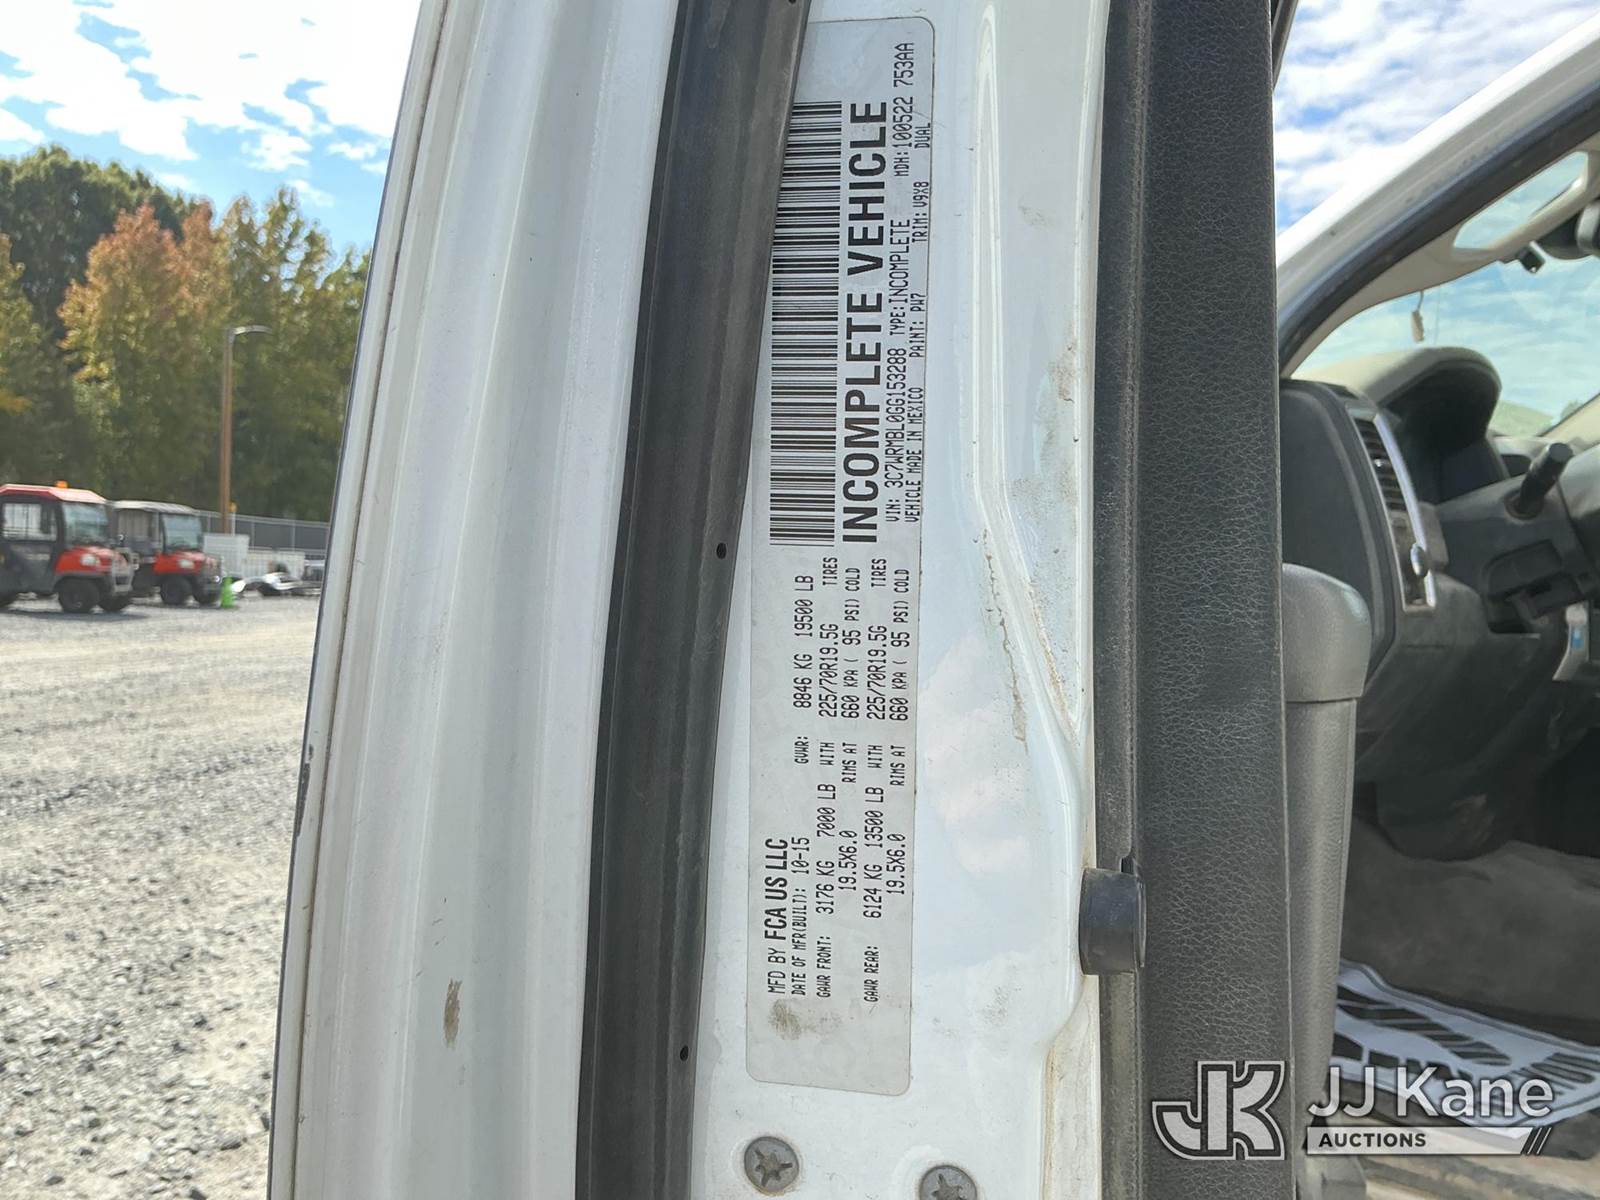 MFD BY FCA US LLC
DATE OF MFR(BUILT): 10-15 GVWR: 8846 KG 19500 LB
GAWR FRONT: 3176 KG 7000 LB WITH 225/70R19.5G TIRES
19.5X6.0 RIMS AT 660 KPA ( 95 PSI) COLD
GAWR REAR: 6124 KG 13500 LB WITH 225/70R19.5G TIRES
19.5X6.0 RIMS AT 660 KPA ( 95 PSI) COLD
INCOMPLETE VEHICLE
VIN: 3C7WRMBL0GG153288 TYPE: INCOMPLETE MDH: 100522 753AA
VEHICLE MADE IN MEXICO PAINT: PW7 TRIM: V9X8 DUAL
JK JJ Kane
AUCTIONS